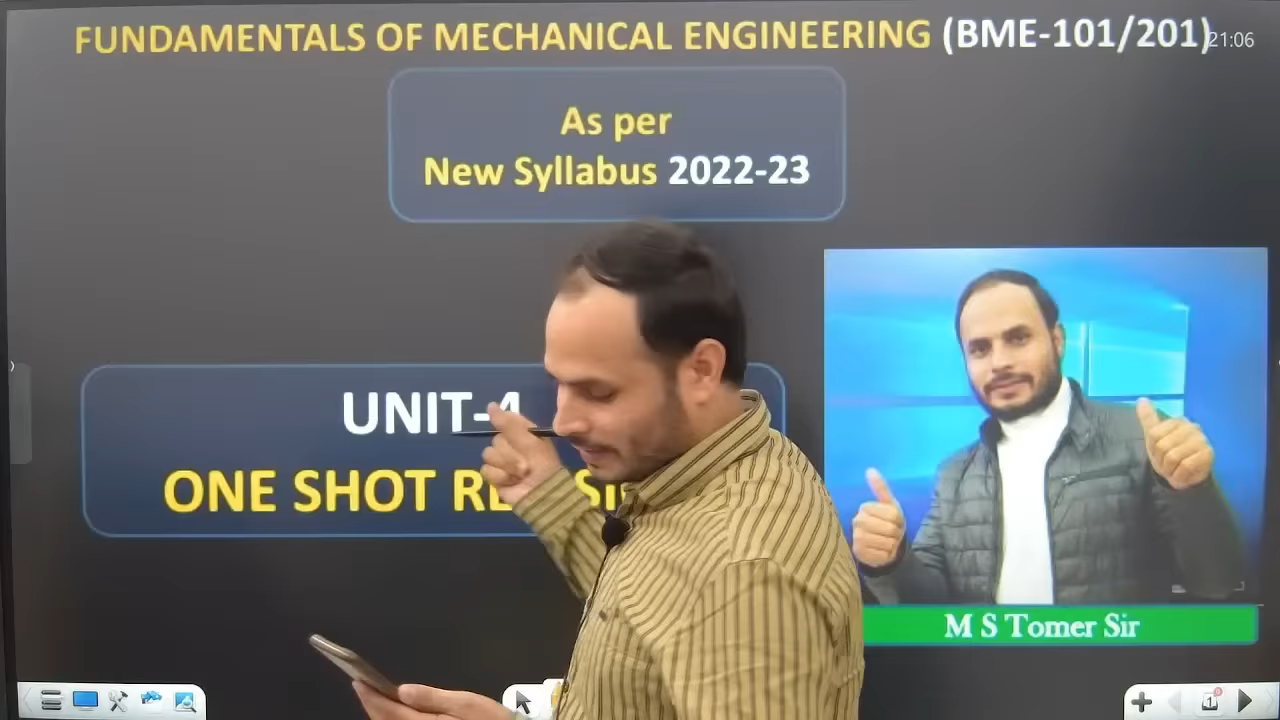 FUNDAMENTALS OF MECHANICAL ENGINEERING (BME-101/201)
21:06
As per
New Syllabus 2022-23
UNIT-4
ONE SHOT
M S Tomer Sir